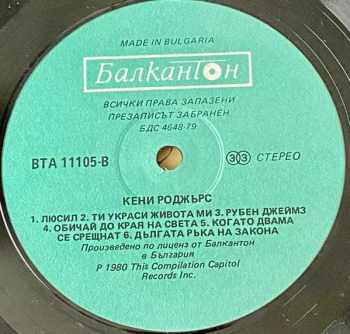 MADE IN BULGARIA
Балкантон
ВСИЧКИ ПРАВА ЗАПАЗЕНИ
ПРЕЗАПИСЪТ ЗАБРАНЕН
БДС 4648-79
ВТА 11105-В
33 СТЕРЕО
КЕНИ РОДЖЪРС
1. ЛЮСИЛ 2. ТИ УКРАСИ ЖИВОТА МИ 3. РУБЕН ДЖЕЙМЗ
4. ОБИЧАЙ ДО КРАЯ НА СВЕТА 5. КОГАТО ДВАМА
СЕ СРЕЩНАТ 6. ДЪЛГАТА РЪКА НА ЗАКОНА
Произведено по лиценз от Балкантон
в България
P 1980 This Compilation Capitol
Records Inc.